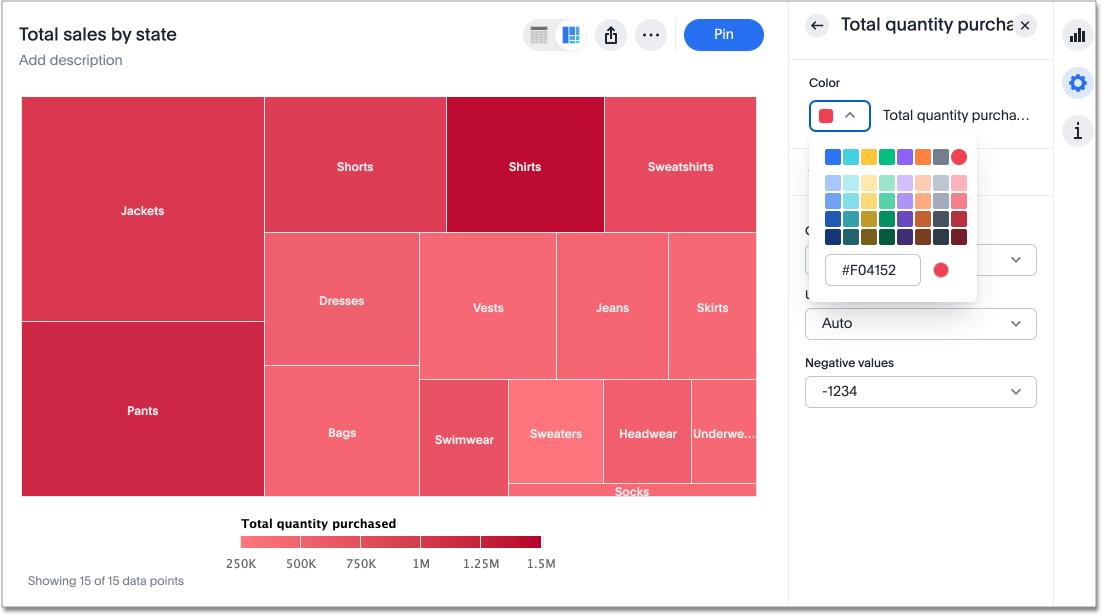 Total sales by state
Add description
Pin
Total quantity purcha
Color
Total quantity purcha...
#F04152
Auto
Negative values
-1234
Jackets
Shorts
Shirts
Sweatshirts
Dresses
Vests
Jeans
Skirts
Pants
Bags
Swimwear
Sweaters
Headwear
Underwe...
Socks
Total quantity purchased
250K 500K 750K 1M 1.25M 1.5M
Showing 15 of 15 data points